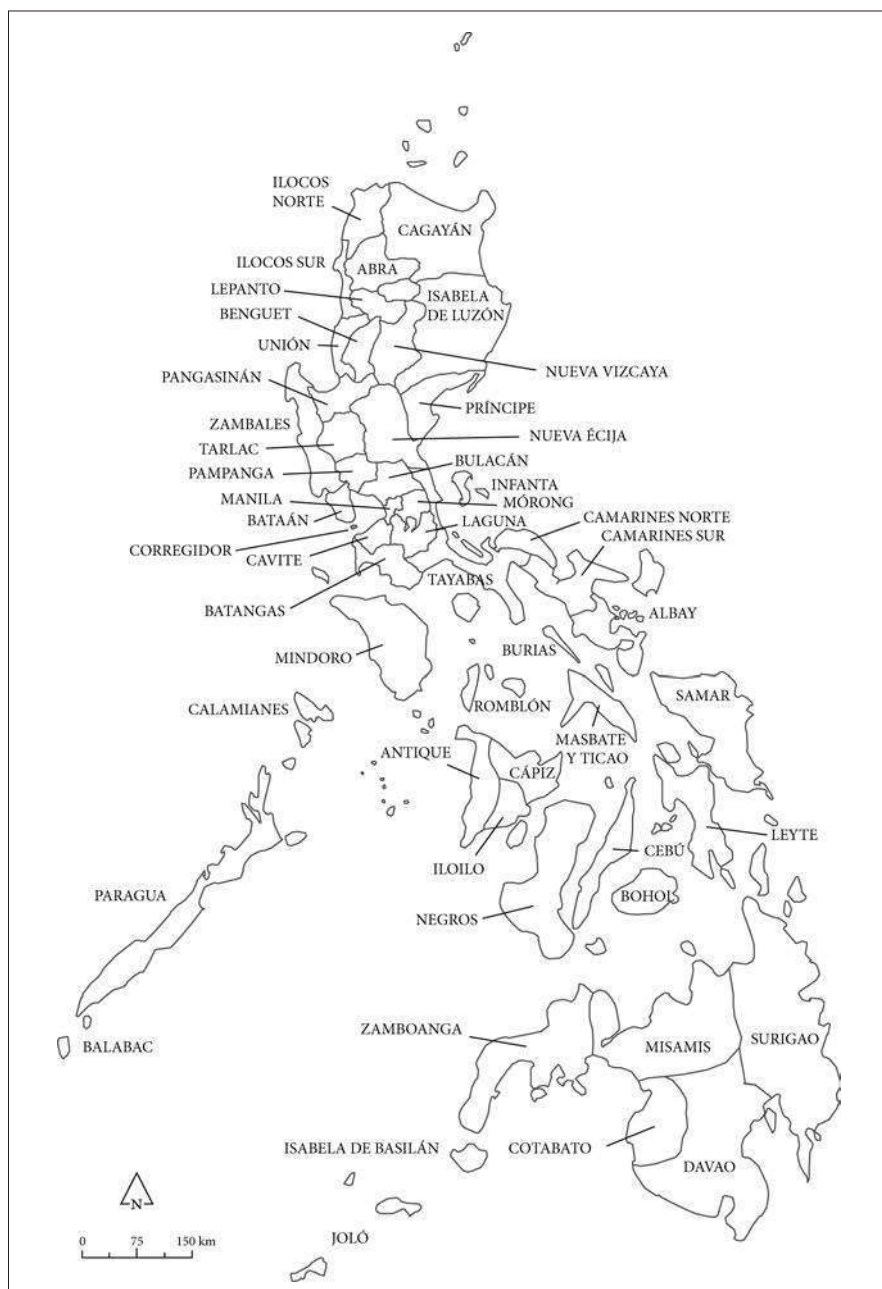 ILOCOS
NORTE
CAGAYÁN
ILOCOS SUR
ABRA
LEPANTO
ISABELA
DE LUZÓN
BENGUET
UNIÓN
NUEVA VIZCAYA
PANGASINÁN
PRÍNCIPE
ZAMBALES
NUEVA ÉCIJA
TARLAC
BULACÁN
PAMPANGA
INFANTA
MANILA
MÓRONG
BATAÁN
LAGUNA
CAMARINES NORTE
CAMARINES SUR
CORREGIDOR
CAVITE
TAYABAS
BATANGAS
ALBAY
BURIAS
MINDORO
SAMAR
CALAMIANES
ROMBLÓN
MASBATE
Y TICAO
ANTIQUE
CÁPIZ
LEYTE
CEBÚ
ILOILO
PARAGUA
BOHOL
NEGROS
ZAMBOANGA
SURIGAO
BALABAC
MISAMIS
ISABELA DE BASILÁN
COTABATO
DAVAO
N
JOLÓ
0 75 150 km